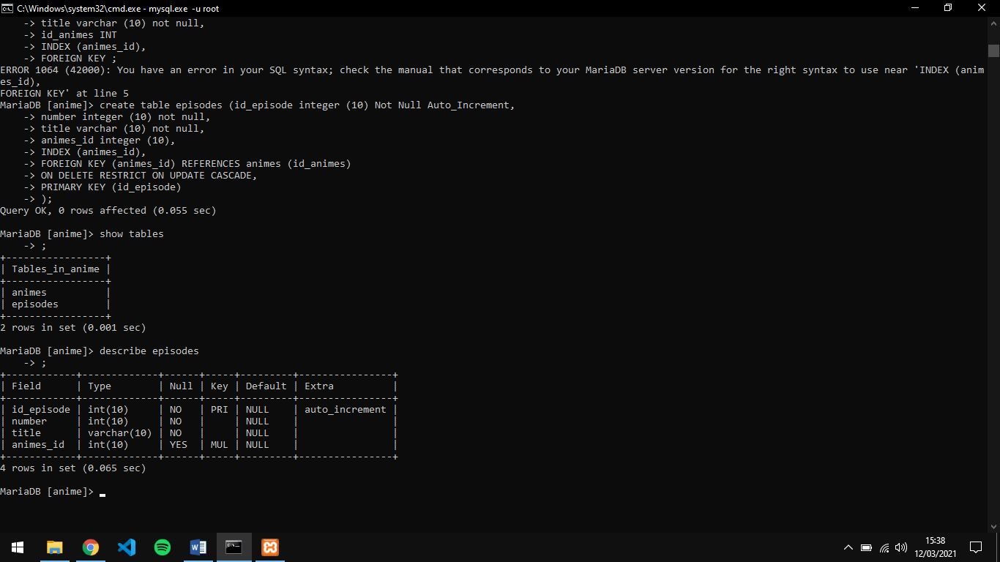 C:\Windows\system32\cmd.exe - mysql.exe  -u root
    -> title varchar (10) not null,
    -> id_animes INT
    -> INDEX (animes_id),
    -> FOREIGN KEY ;
ERROR 1064 (42000): You have an error in your SQL syntax; check the manual that corresponds to your MariaDB server version for the right syntax to use near 'INDEX (anim
es_id),
FOREIGN KEY' at line 5
MariaDB [anime]> create table episodes (id_episode integer (10) Not Null Auto_Increment,
    -> number integer (10) not null,
    -> title varchar (10) not null,
    -> animes_id integer (10),
    -> INDEX (animes_id),
    -> FOREIGN KEY (animes_id) REFERENCES animes (id_animes)
    -> ON DELETE RESTRICT ON UPDATE CASCADE,
    -> PRIMARY KEY (id_episode)
    -> );
Query OK, 0 rows affected (0.055 sec)
MariaDB [anime]> show tables
    -> ;
+-----------------+
| Tables_in_anime |
+-----------------+
| animes          |
| episodes        |
+-----------------+
2 rows in set (0.001 sec)
MariaDB [anime]> describe episodes
    -> ;
+------------+-------------+------+-----+---------+----------------+
| Field      | Type        | Null | Key | Default | Extra          |
+------------+-------------+------+-----+---------+----------------+
| id_episode | int(10)     | NO   | PRI | NULL    | auto_increment |
| number     | int(10)     | NO   |     | NULL    |                |
| title      | varchar(10) | NO   |     | NULL    |                |
| animes_id  | int(10)     | YES  | MUL | NULL    |                |
+------------+-------------+------+-----+---------+----------------+
4 rows in set (0.065 sec)
MariaDB [anime]>
15:38
12/03/2021